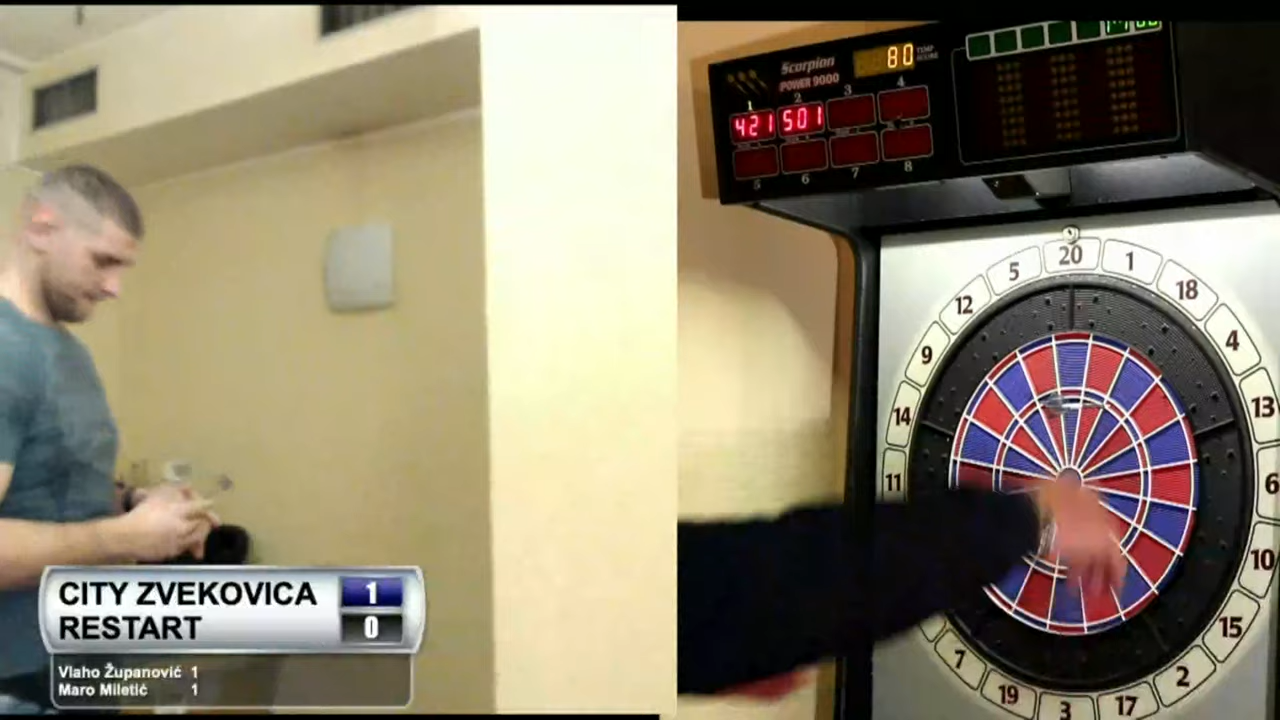 CITY ZVEKOVICA 1
RESTART 0
Vlaho Županović 1
Maro Miletić 1
Scorpion
POWER 9000
80
1 2 3 4
421 501
5 6 7 8
20
1
18
4
13
6
10
15
2
17
3
19
7
11
14
9
12
5